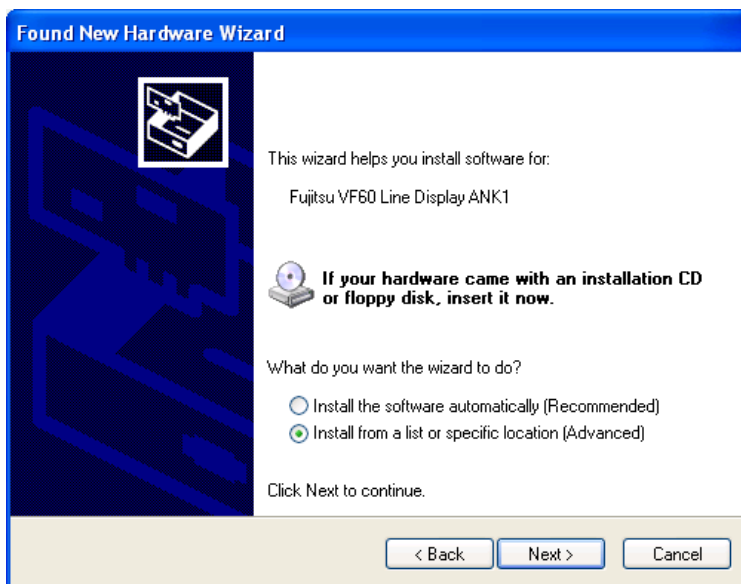 Found New Hardware Wizard
This wizard helps you install software for:
Fujitsu VF60 Line Display ANK1
If your hardware came with an installation CD
or floppy disk, insert it now.
What do you want the wizard to do?
Install the software automatically (Recommended)
Install from a list or specific location (Advanced)
Click Next to continue.
< Back
Next >
Cancel